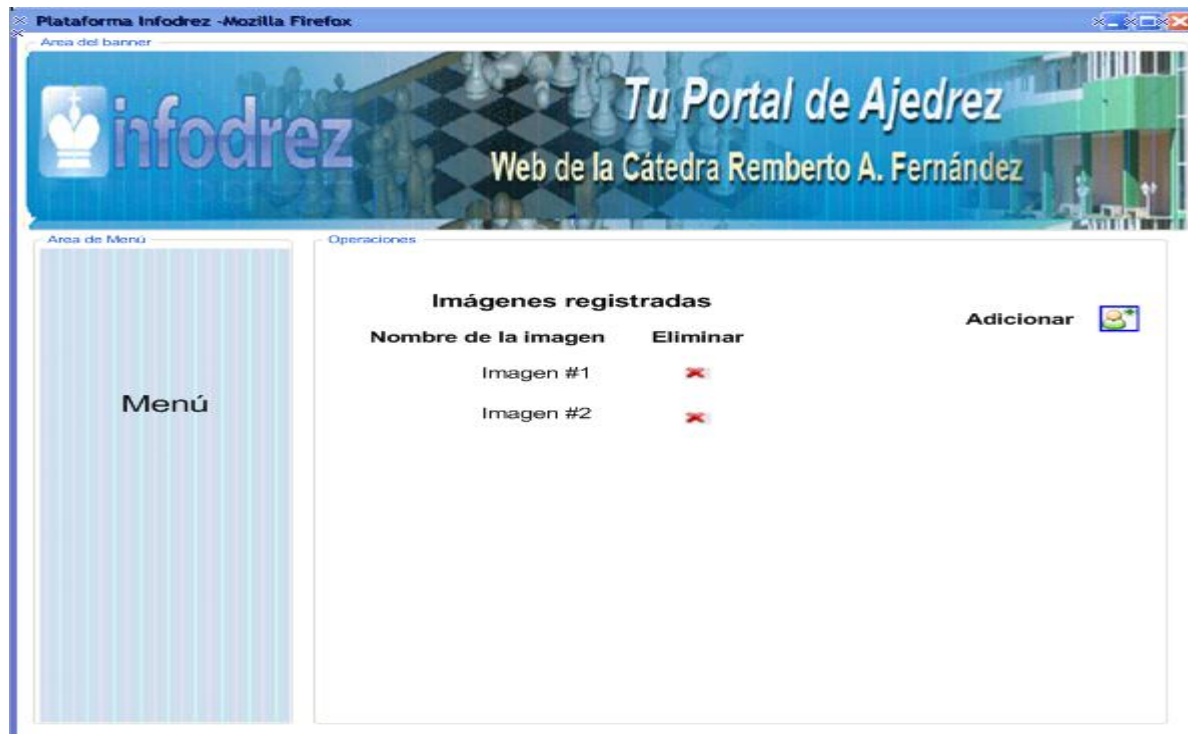 Plataforma Infodrez -Mozilla Firefox
Area del banner
infodrez
Tu Portal de Ajedrez
Web de la Cátedra Remberto A. Fernández
Area de Menú
Operaciones
Menú
Imágenes registradas
Adicionar
Nombre de la imagen Eliminar
Imagen #1
Imagen #2